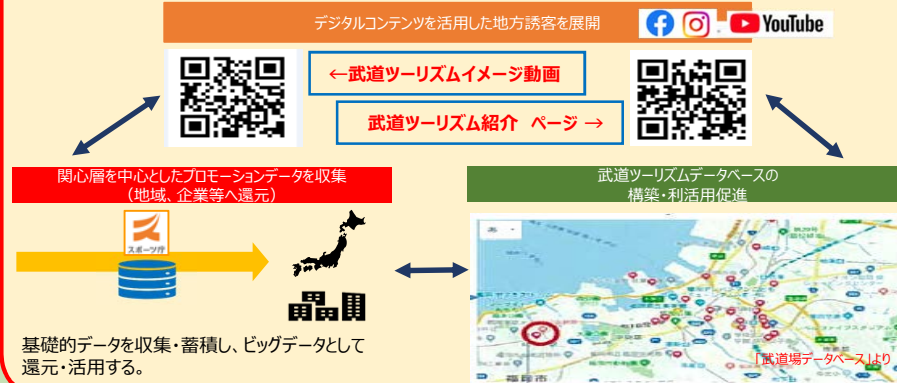 デジタルコンテンツを活用した地方誘客を展開
YouTube
←武道ツーリズムイメージ動画
武道ツーリズム紹介 ページ →
関心層を中心としたプロモーションデータを収集
(地域、企業等へ還元)
武道ツーリズムデータベースの
構築・利活用促進
スポーツ庁
あ
基礎的データを収集・蓄積し、ビッグデータとして
還元・活用する。
「武道場データベース」より
福岡市